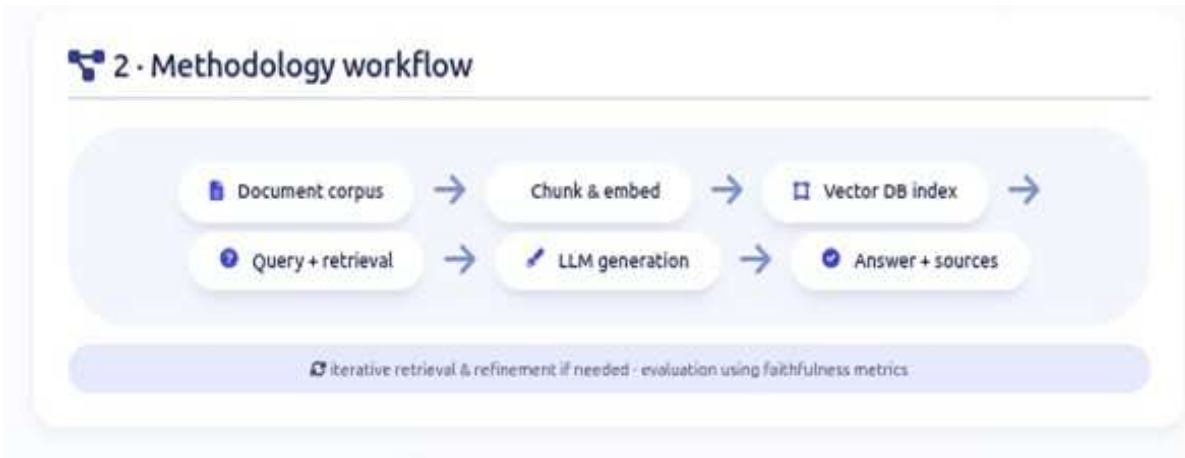 2 · Methodology workflow
Document corpus → Chunk & embed → Vector DB index →
Query + retrieval → LLM generation → Answer + sources
iterative retrieval & refinement if needed · evaluation using faithfulness metrics